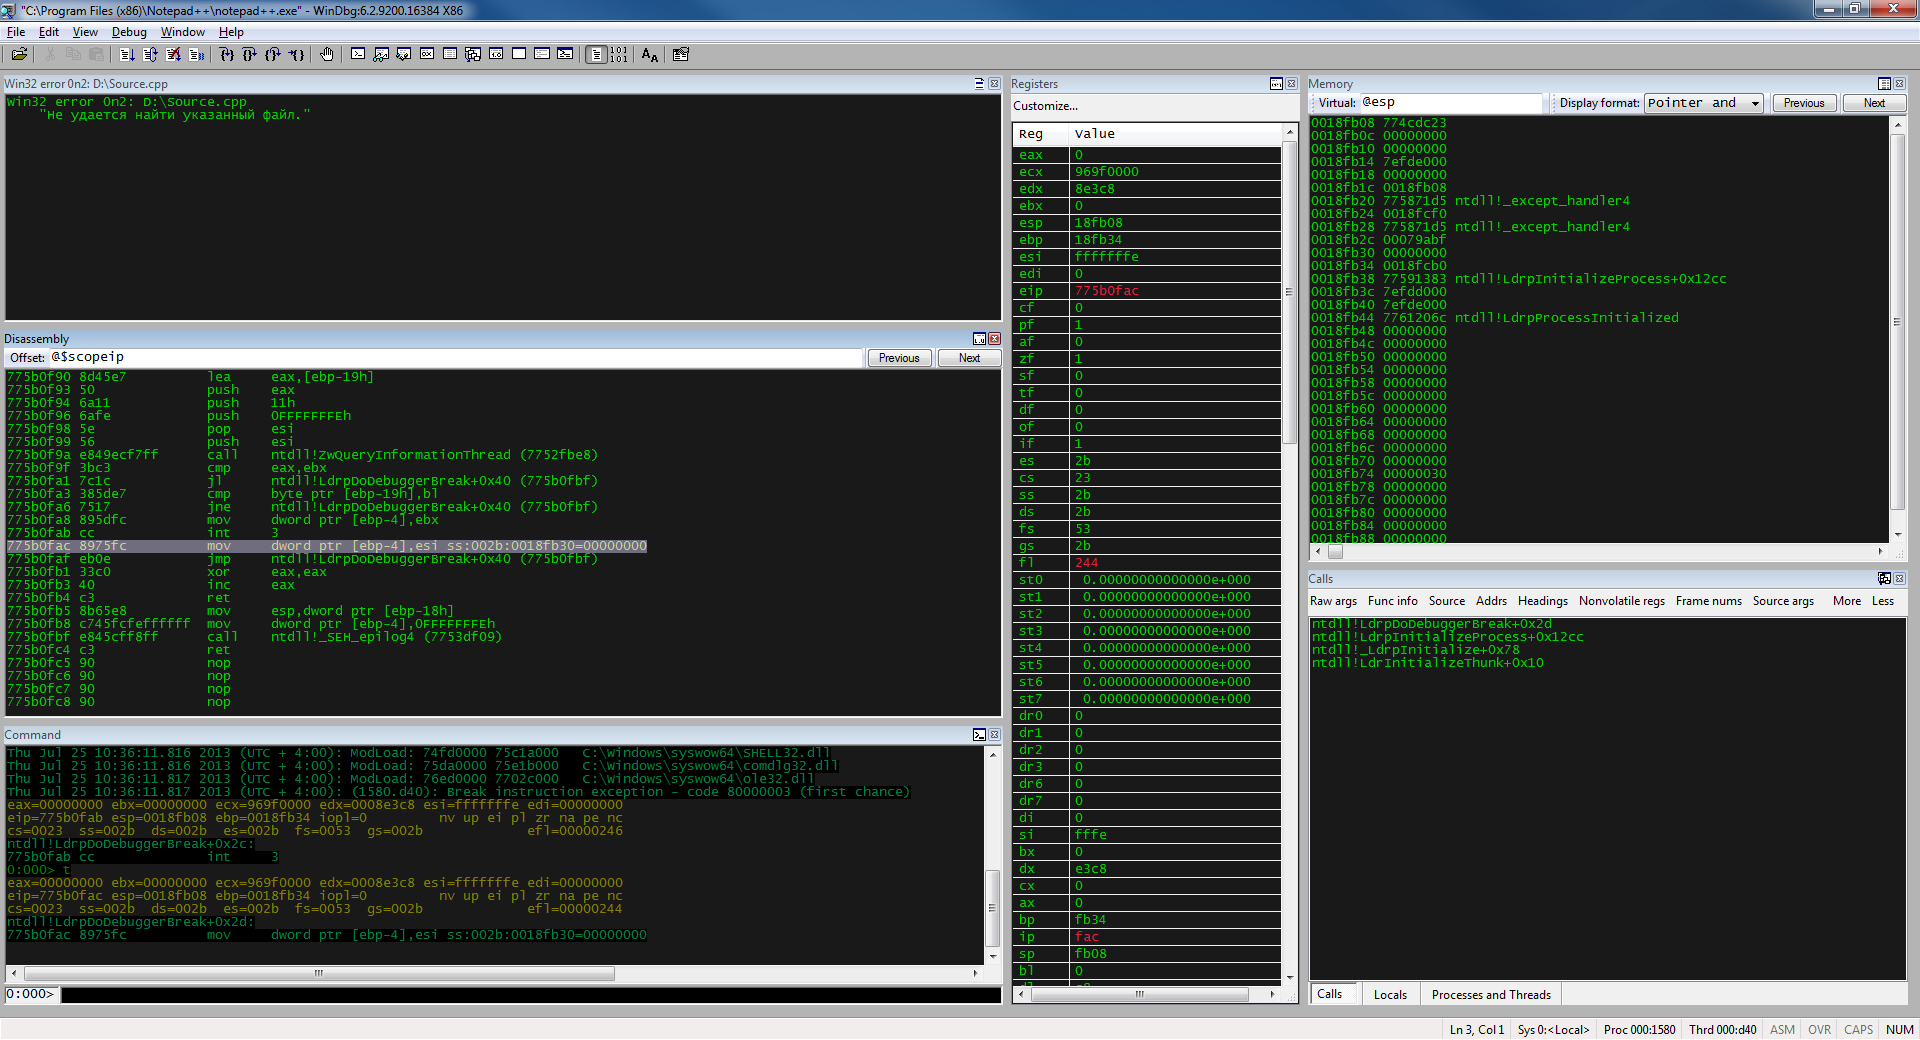 "C:\Program Files (x86)\Notepad++\notepad++.exe" - WinDbg:6.2.9200.16384 X86
File Edit View Debug Window Help
Win32 error 0n2: D:\Source.cpp
Win32 error 0n2: D:\Source.cpp
"Не удается найти указанный файл."
Disassembly
Offset: @$scopeip Previous Next
775b0f90 8d45e7 lea eax,[ebp-19h]
775b0f93 50 push eax
775b0f94 6a11 push 11h
775b0f96 6afe push 0FFFFFFFEh
775b0f98 5e pop esi
775b0f99 56 push esi
775b0f9a e849ecf7ff call ntdll!ZwQueryInformationThread (7752fbe8)
775b0f9f 3bc3 cmp eax,ebx
775b0fa1 7c1c jl ntdll!LdrpDoDebuggerBreak+0x40 (775b0fbf)
775b0fa3 385de7 cmp byte ptr [ebp-19h],bl
775b0fa6 7517 jne ntdll!LdrpDoDebuggerBreak+0x40 (775b0fbf)
775b0fa8 895dfc mov dword ptr [ebp-4],ebx
775b0fab cc int 3
775b0fac 8975fc mov dword ptr [ebp-4],esi ss:002b:0018fb30=00000000
775b0faf eb0e jmp ntdll!LdrpDoDebuggerBreak+0x40 (775b0fbf)
775b0fb1 33c0 xor eax,eax
775b0fb3 40 inc eax
775b0fb4 c3 ret
775b0fb5 8b65e8 mov esp,dword ptr [ebp-18h]
775b0fb8 c745fcfeffffff mov dword ptr [ebp-4],0FFFFFFFEh
775b0fbf e845cff8ff call ntdll!_SEH_epilog4 (7753df09)
775b0fc4 c3 ret
775b0fc5 90 nop
775b0fc6 90 nop
775b0fc7 90 nop
775b0fc8 90 nop
Command
Thu Jul 25 10:36:11.816 2013 (UTC + 4:00): ModLoad: 74fd0000 75c1a000 C:\Windows\syswow64\SHELL32.dll
Thu Jul 25 10:36:11.816 2013 (UTC + 4:00): ModLoad: 75da0000 75e1b000 C:\Windows\syswow64\comdlg32.dll
Thu Jul 25 10:36:11.817 2013 (UTC + 4:00): ModLoad: 76ed0000 7702c000 C:\Windows\syswow64\ole32.dll
Thu Jul 25 10:36:11.817 2013 (UTC + 4:00): (1580.d40): Break instruction exception - code 80000003 (first chance)
eax=00000000 ebx=00000000 ecx=969f0000 edx=0008e3c8 esi=fffffffe edi=00000000
eip=775b0fab esp=0018fb08 ebp=0018fb34 iopl=0 nv up ei pl zr na pe nc
cs=0023 ss=002b ds=002b es=002b fs=0053 gs=002b efl=00000246
ntdll!LdrpDoDebuggerBreak+0x2c:
775b0fab cc int 3
0:000> t
eax=00000000 ebx=00000000 ecx=969f0000 edx=0008e3c8 esi=fffffffe edi=00000000
eip=775b0fac esp=0018fb08 ebp=0018fb34 iopl=0 nv up ei pl zr na pe nc
cs=0023 ss=002b ds=002b es=002b fs=0053 gs=002b efl=00000244
ntdll!LdrpDoDebuggerBreak+0x2d:
775b0fac 8975fc mov dword ptr [ebp-4],esi ss:002b:0018fb30=00000000
0:000>
Registers
Customize...
Reg Value
eax 0
ecx 969f0000
edx 8e3c8
ebx 0
esp 18fb08
ebp 18fb34
esi fffffffe
edi 0
eip 775b0fac
cf 0
pf 1
af 0
zf 1
sf 0
tf 0
df 0
of 0
if 1
es 2b
cs 23
ss 2b
ds 2b
fs 53
gs 2b
fl 244
st0 0.00000000000000e+000
st1 0.00000000000000e+000
st2 0.00000000000000e+000
st3 0.00000000000000e+000
st4 0.00000000000000e+000
st5 0.00000000000000e+000
st6 0.00000000000000e+000
st7 0.00000000000000e+000
dr0 0
dr1 0
dr2 0
dr3 0
dr6 0
dr7 0
di 0
si fffe
bx 0
dx e3c8
cx 0
ax 0
bp fb34
ip fac
sp fb08
bl 0
Memory
Virtual: @esp Display format: Pointer and Previous Next
0018fb08 774cdc23
0018fb0c 00000000
0018fb10 00000000
0018fb14 7efde000
0018fb18 00000000
0018fb1c 0018fb08
0018fb20 775871d5 ntdll!_except_handler4
0018fb24 0018fcf0
0018fb28 775871d5 ntdll!_except_handler4
0018fb2c 00079abf
0018fb30 00000000
0018fb34 0018fcb0
0018fb38 77591383 ntdll!LdrpInitializeProcess+0x12cc
0018fb3c 7efdd000
0018fb40 7efde000
0018fb44 7761206c ntdll!LdrpProcessInitialized
0018fb48 00000000
0018fb4c 00000000
0018fb50 00000000
0018fb54 00000000
0018fb58 00000000
0018fb5c 00000000
0018fb60 00000000
0018fb64 00000000
0018fb68 00000000
0018fb6c 00000000
0018fb70 00000000
0018fb74 00000030
0018fb78 00000000
0018fb7c 00000000
0018fb80 00000000
0018fb84 00000000
0018fb88 00000000
Calls
Raw args Func info Source Addrs Headings Nonvolatile regs Frame nums Source args More Less
ntdll!LdrpDoDebuggerBreak+0x2d
ntdll!LdrpInitializeProcess+0x12cc
ntdll!_LdrpInitialize+0x78
ntdll!LdrInitializeThunk+0x10
Calls Locals Processes and Threads
Ln 3, Col 1 Sys 0:<Local> Proc 000:1580 Thrd 000:d40 ASM OVR CAPS NUM